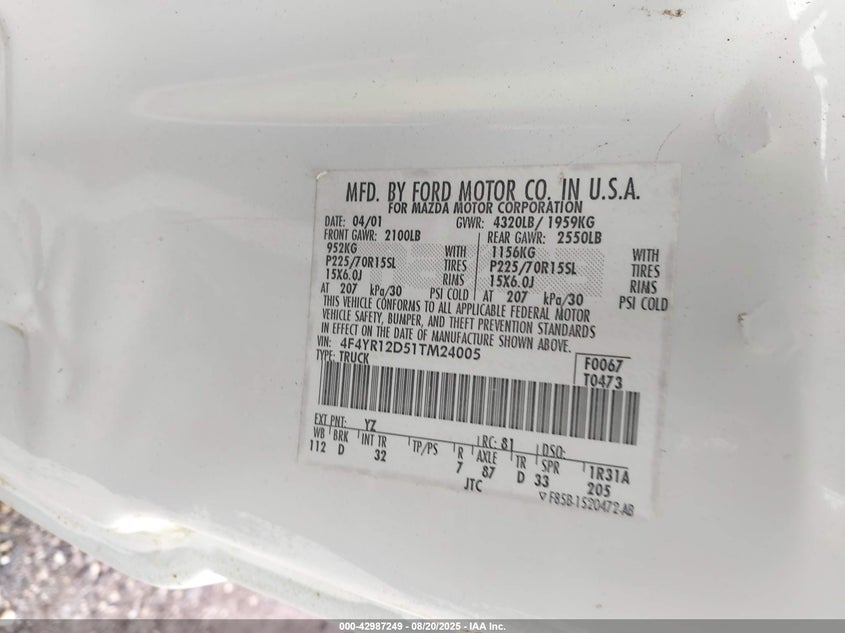 MFD. BY FORD MOTOR CO. IN U.S.A.
FOR MAZDA MOTOR CORPORATION
DATE: 04/01 GVWR: 4320LB/ 1959KG
FRONT GAWR: 2100LB REAR GAWR: 2550LB
952KG WITH 1156KG WITH
P225/70R15SL TIRES P225/70R15SL TIRES
15X6.0J RIMS 15X6.0J RIMS
AT 207 kPa/30 PSI COLD AT 207 kPa/30 PSI COLD
THIS VEHICLE CONFORMS TO ALL APPLICABLE FEDERAL MOTOR
VEHICLE SAFETY, BUMPER, AND THEFT PREVENTION STANDARDS
IN EFFECT ON THE DATE OF MANUFACTURE SHOWN ABOVE.
VIN: 4F4YR12D51TM24005 F0067
TYPE: TRUCK T0473
EXT PNT: YZ RC: 81 DSO:
WB BRK INT TR TP/PS R AXLE TR SPR 1R31A
112 D 32 7 87 D 33 205
JTC F85B-1520472-AB
000-42987249 - 08/20/2025 - IAA Inc.